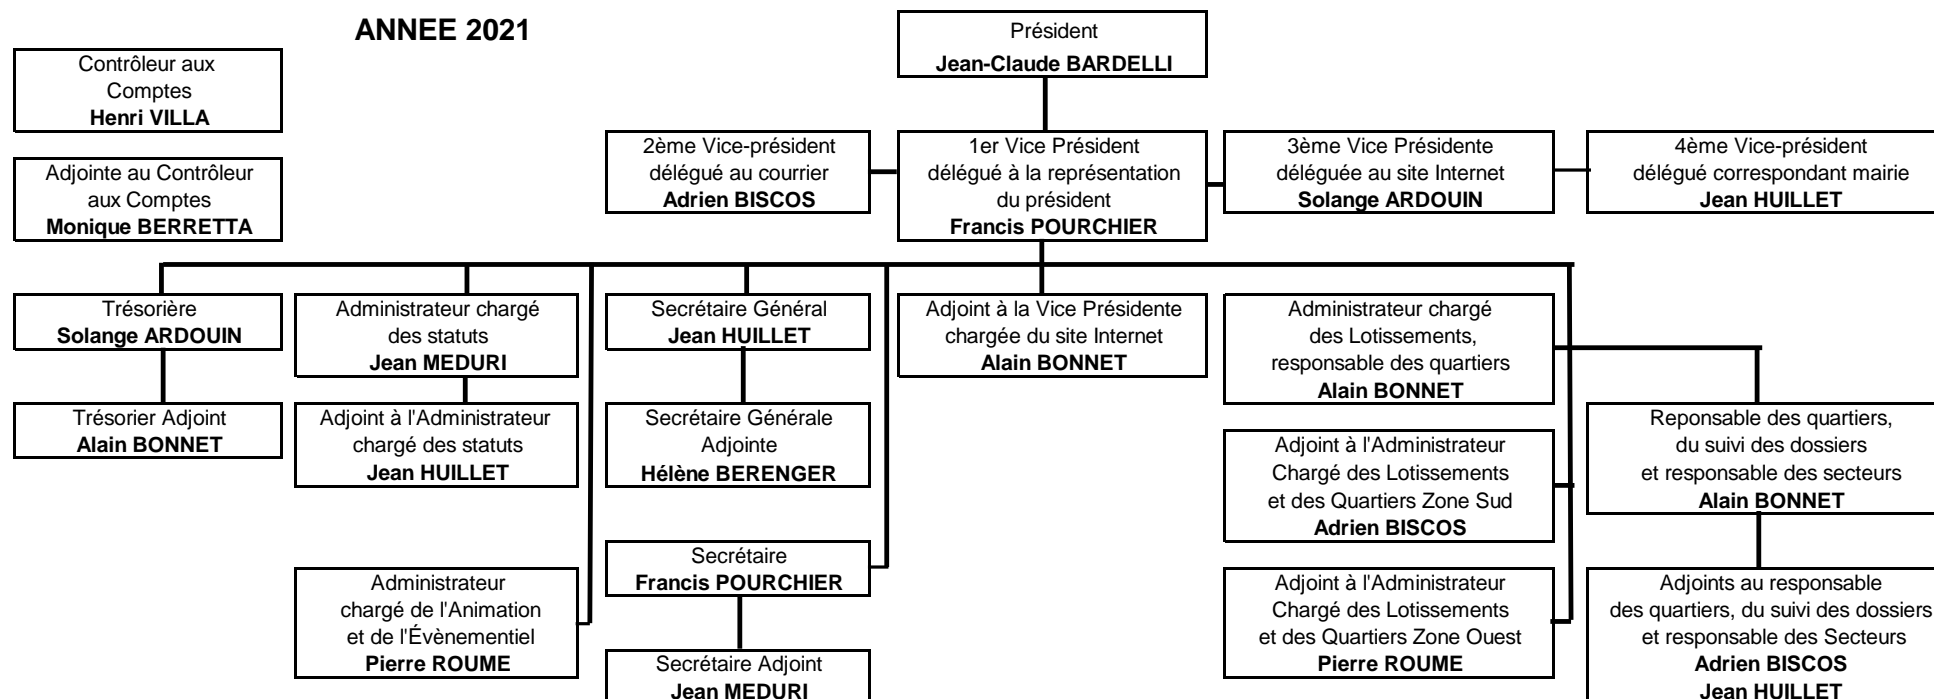 ANNEE 2021
Président
Jean-Claude BARDELLI
Contrôleur aux
Comptes
Henri VILLA
Adjointe au Contrôleur
aux Comptes
Monique BERRETTA
2ème Vice-président
délégué au courrier
Adrien BISCOS
1er Vice Président
délégué à la représentation
du président
Francis POURCHIER
3ème Vice Présidente
déléguée au site Internet
Solange ARDOUIN
4ème Vice-président
délégué correspondant mairie
Jean HUILLET
Trésorière
Solange ARDOUIN
Administrateur chargé
des statuts
Jean MEDURI
Secrétaire Général
Jean HUILLET
Adjoint à la Vice Présidente
chargée du site Internet
Alain BONNET
Administrateur chargé
des Lotissements,
responsable des quartiers
Alain BONNET
Trésorier Adjoint
Alain BONNET
Adjoint à l'Administrateur
chargé des statuts
Jean HUILLET
Secrétaire Générale
Adjointe
Hélène BERENGER
Adjoint à l'Administrateur
Chargé des Lotissements
et des Quartiers Zone Sud
Adrien BISCOS
Reponsable des quartiers,
du suivi des dossiers
et responsable des secteurs
Alain BONNET
Administrateur
chargé de l'Animation
et de l'Évènementiel
Pierre ROUME
Secrétaire
Francis POURCHIER
Secrétaire Adjoint
Jean MEDURI
Adjoint à l'Administrateur
Chargé des Lotissements
et des Quartiers Zone Ouest
Pierre ROUME
Adjoints au responsable
des quartiers, du suivi des dossiers
et responsable des Secteurs
Adrien BISCOS
Jean HUILLET